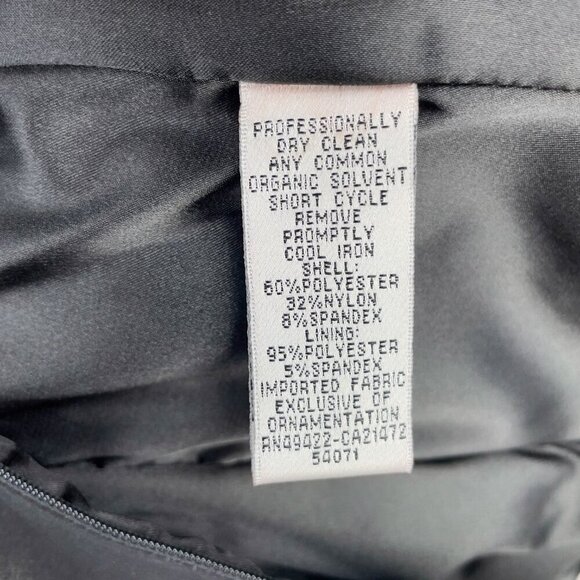 PROFESSIONALLY
DRY CLEAN
ANY COMMON
ORGANIC SOLVENT
SHORT CYCLE
REMOVE
PROMPTLY
COOL IRON
SHELL:
60%POLYESTER
32%NYLON
8%SPANDEX
LINING:
95%POLYESTER
5%SPANDEX
IMPORTED FABRIC
EXCLUSIVE OF
ORNAMENTATION
RN49422-CA21472
54071